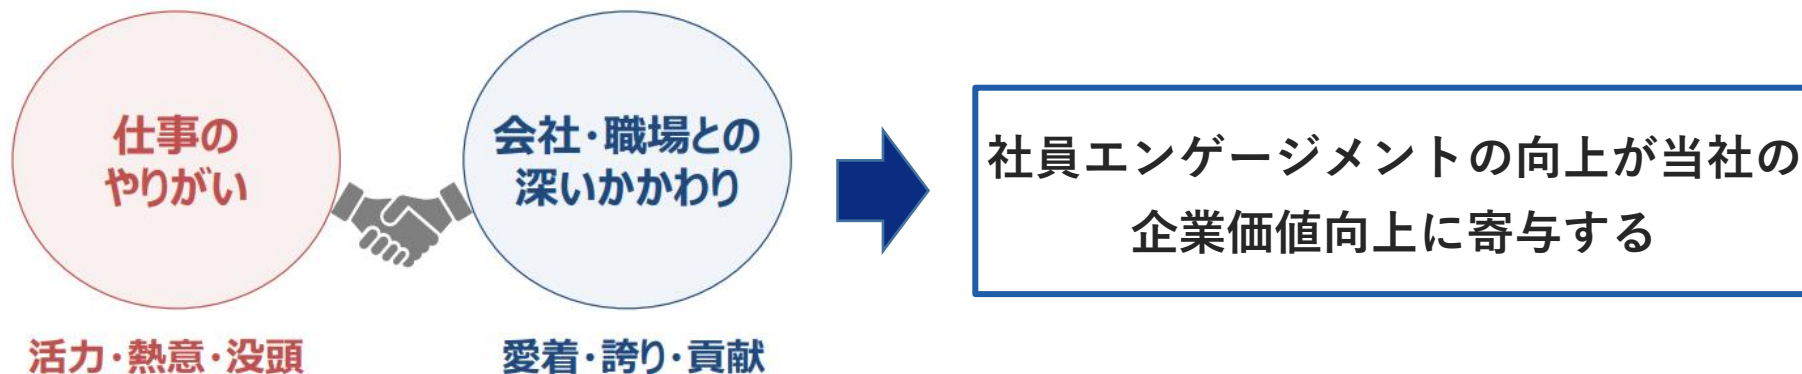 仕事の
やりがい
会社・職場との
深いかかわり
社員エンゲージメントの向上が当社の
企業価値向上に寄与する
活力・熱意・没頭
愛着・誇り・貢献